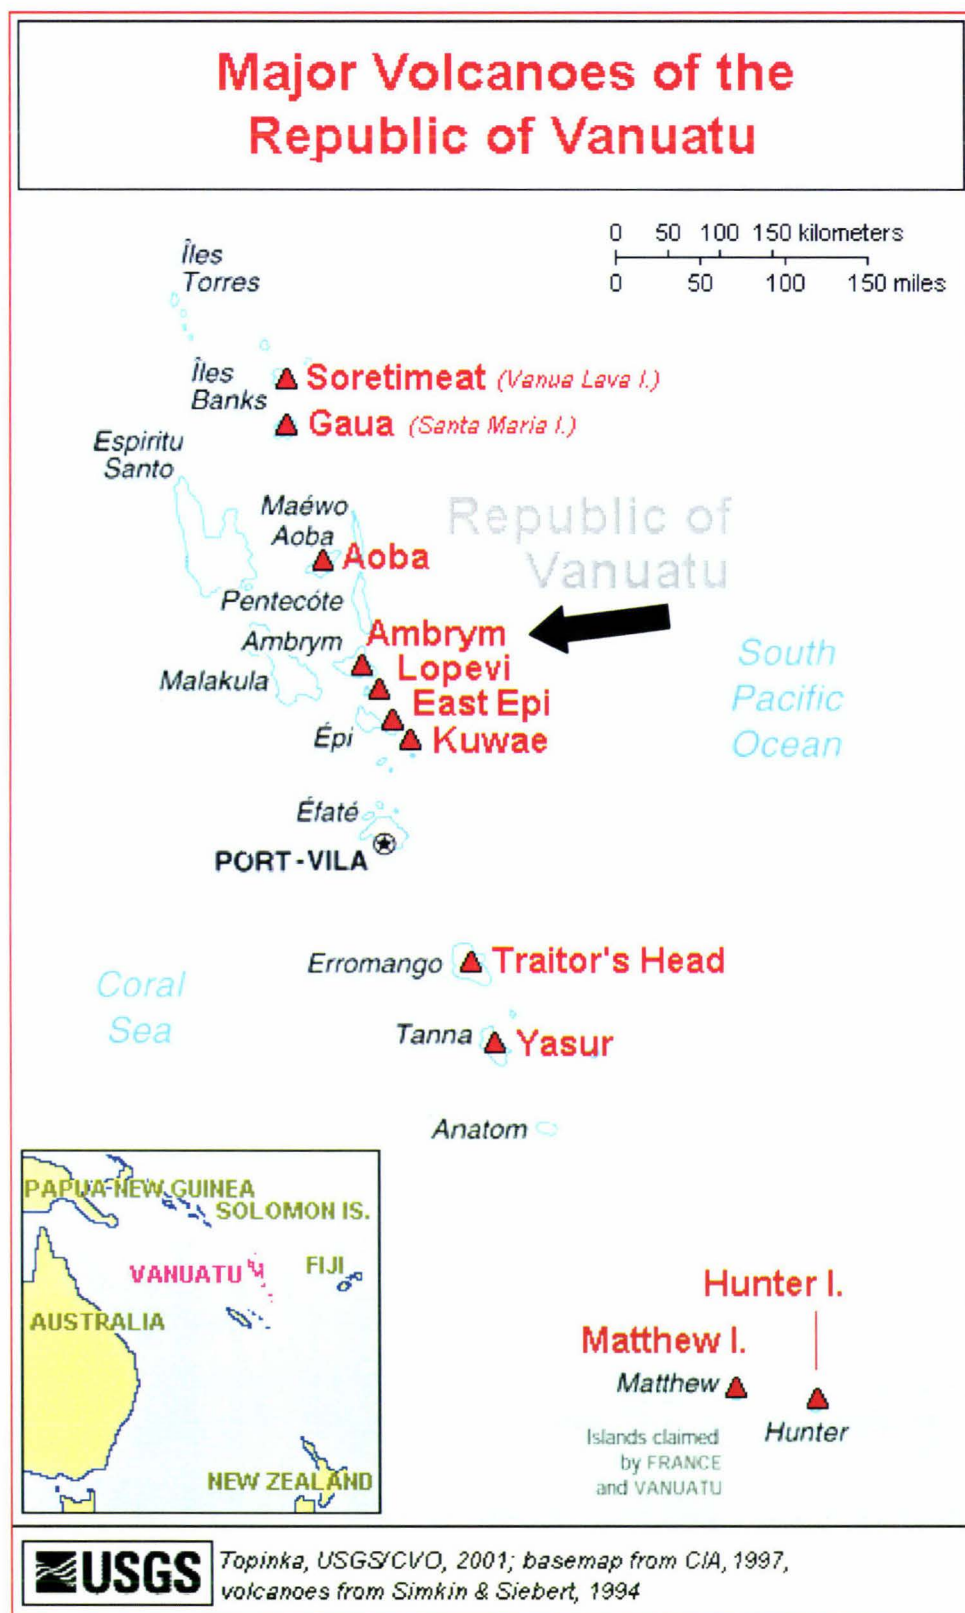 Major Volcanoes of the
Republic of Vanuatu
0 50 100 150 kilometers
0 50 100 150 miles
Îles
Torres
Îles
Banks
Soretimeat (Vanua Lava I.)
Gaua (Santa Maria I.)
Espiritu
Santo
Maéwo
Aoba
Aoba
Republic of
Vanuatu
Pentecóte
Ambrym
Ambrym
Malakula
Lopevi
East Epi
Épi
Kuwae
South
Pacific
Ocean
Éfaté
PORT-VILA
Erromango
Traitor's Head
Coral
Sea
Tanna
Yasur
Anatom
PAPUA NEW GUINEA
SOLOMON IS.
VANUATU
FIJI
AUSTRALIA
NEW ZEALAND
Hunter I.
Matthew I.
Matthew
Hunter
Islands claimed
by FRANCE
and VANUATU
USGS
Topinka, USGS/CVO, 2001; basemap from CIA, 1997,
volcanoes from Simkin & Siebert, 1994